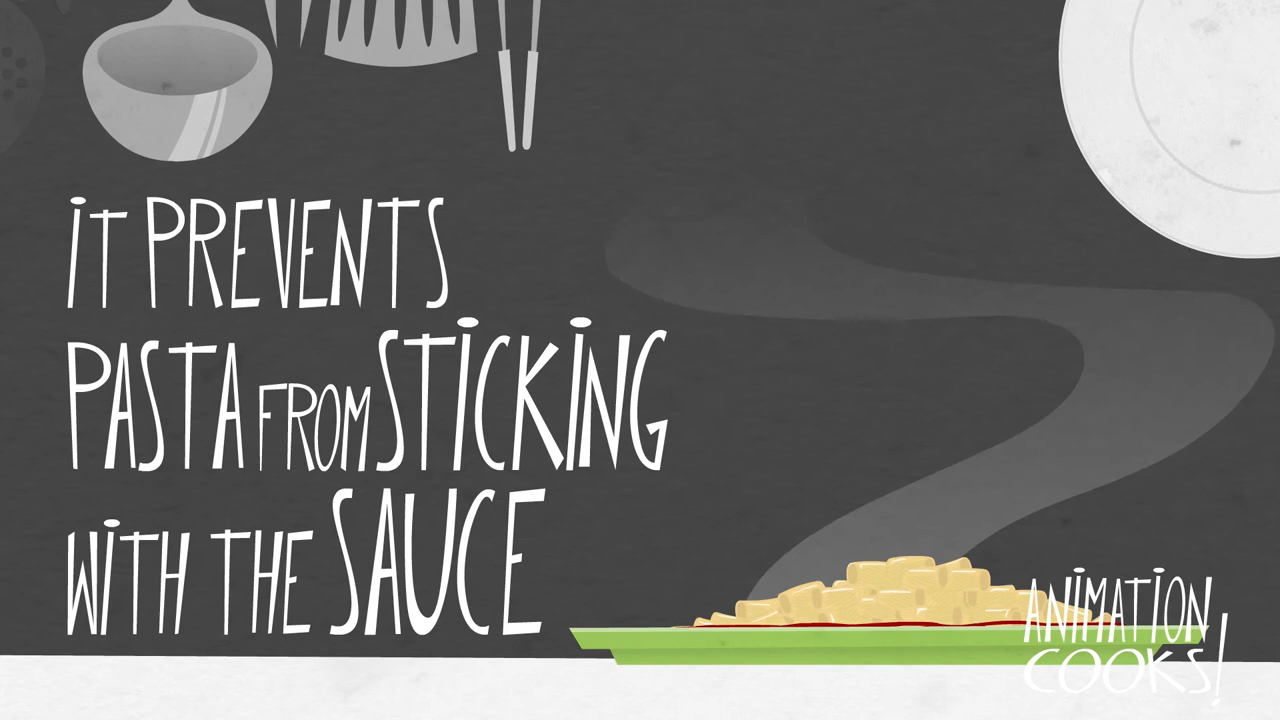 iT PREVENTS
PASTA FROM STiCKiNG
WiTH THE SAUCE
ANiMATiON
COOKS!